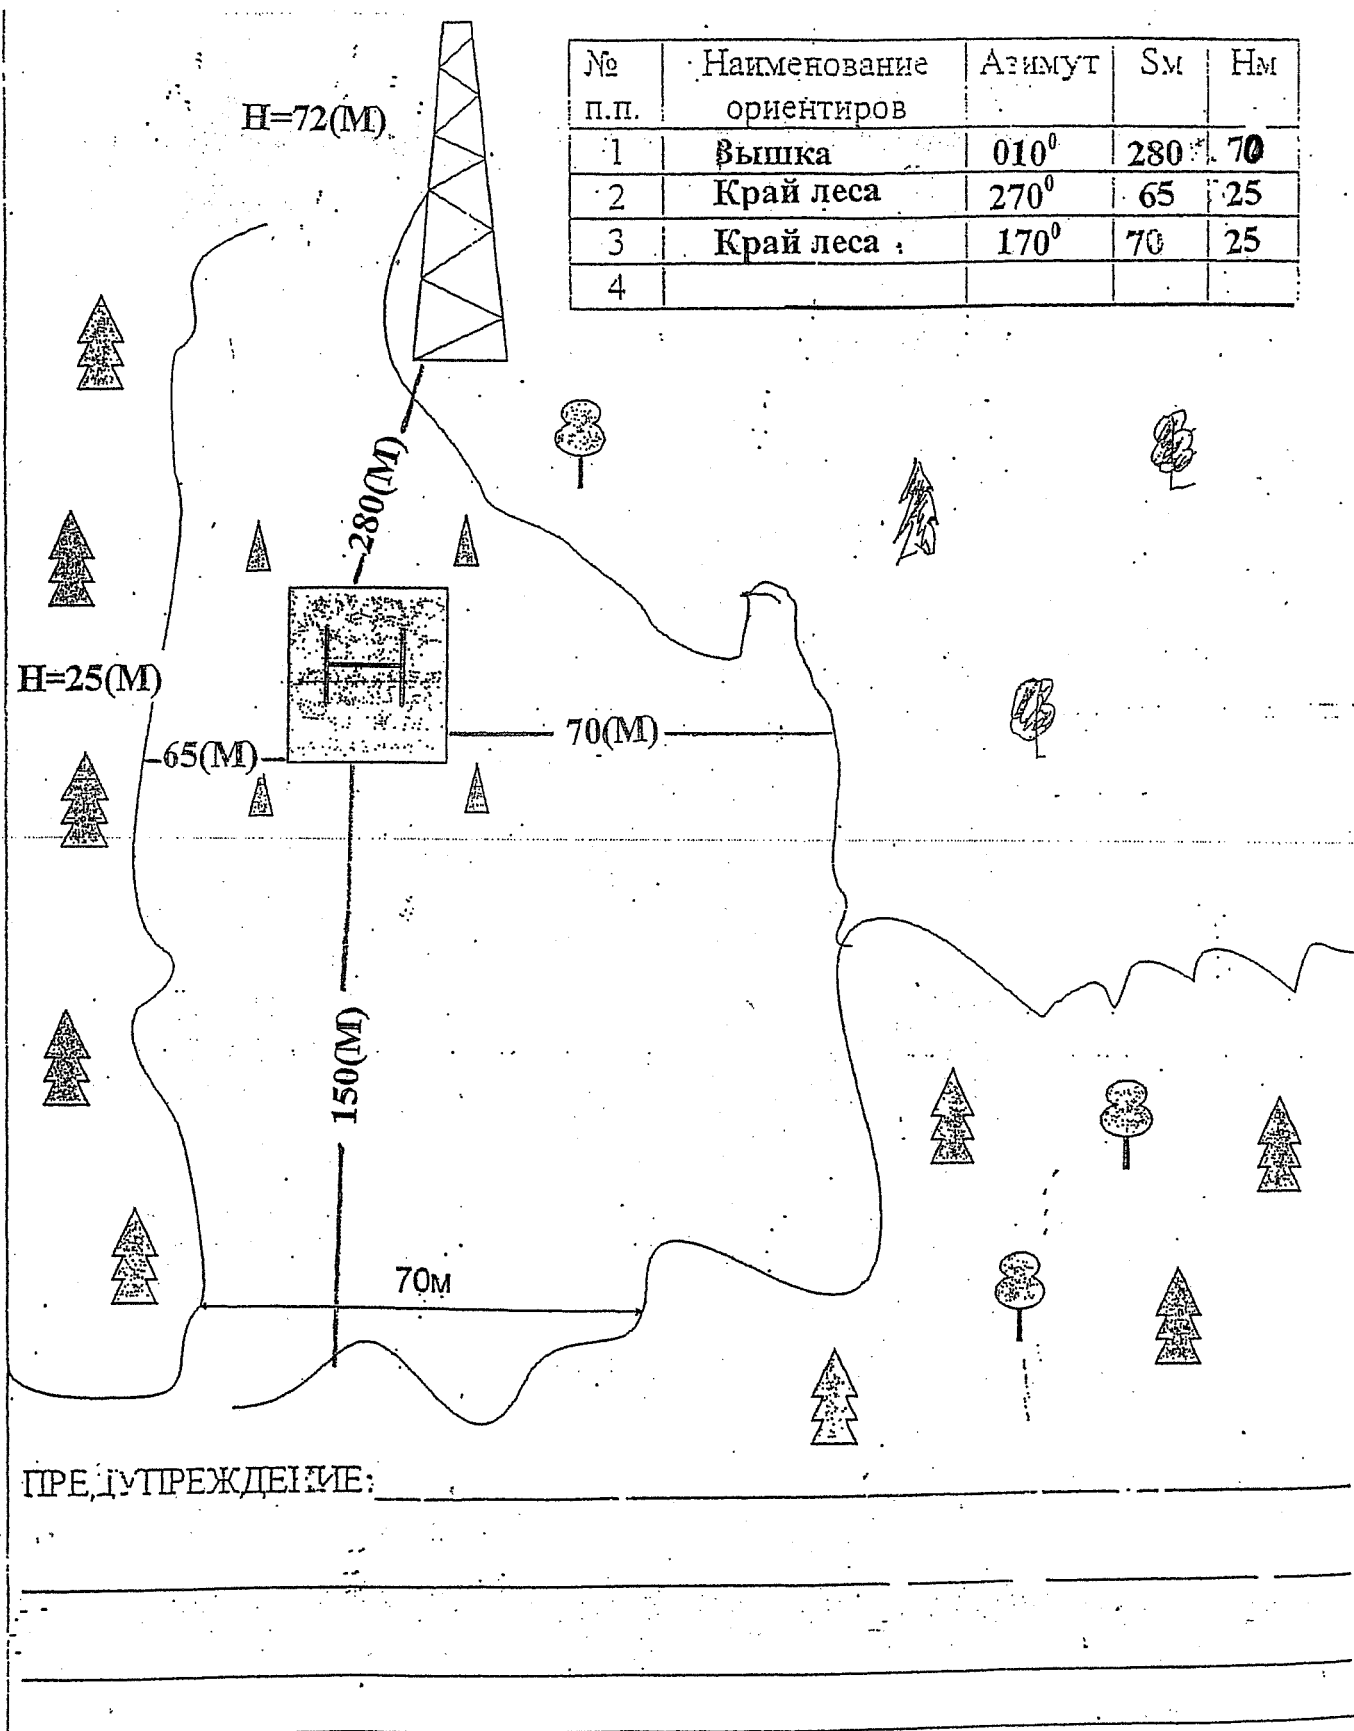 H=72(M)
№ п.п. Наименование ориентиров Азимут Sм Hм
1 Вышка 010⁰ 280 70
2 Край леса 270⁰ 65 25
3 Край леса 170⁰ 70 25
4
280(M)
H
H=25(M)
70(M)
65(M)
150(M)
70м
ПРЕДУПРЕЖДЕНИЕ: